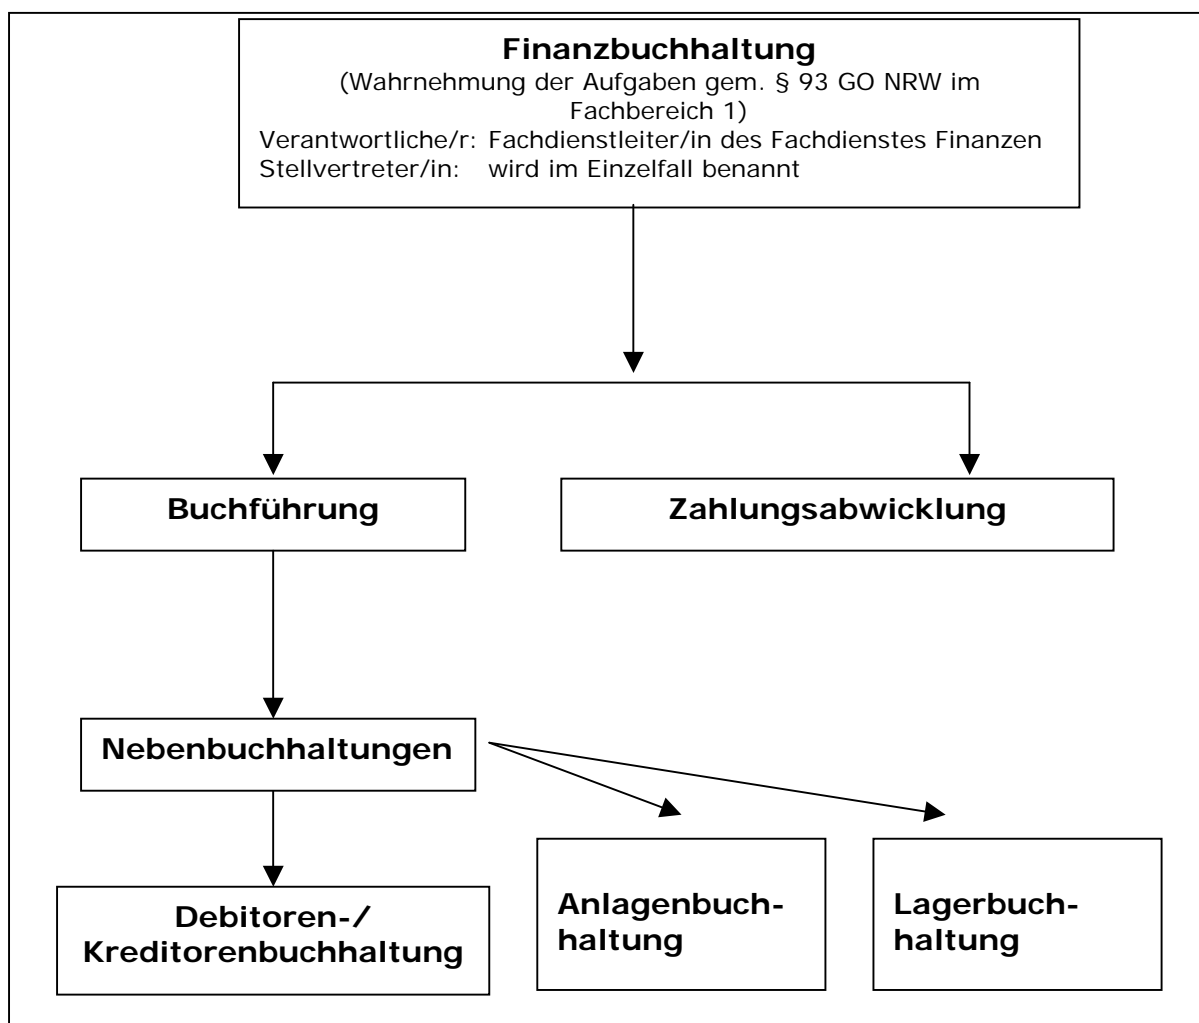 Finanzbuchhaltung
(Wahrnehmung der Aufgaben gem. § 93 GO NRW im
Fachbereich 1)
Verantwortliche/r: Fachdienstleiter/in des Fachdienstes Finanzen
Stellvertreter/in: wird im Einzelfall benannt
Buchführung
Zahlungsabwicklung
Nebenbuchhaltungen
Debitoren-/
Kreditorenbuchhaltung
Anlagenbuch-
haltung
Lagerbuch-
haltung